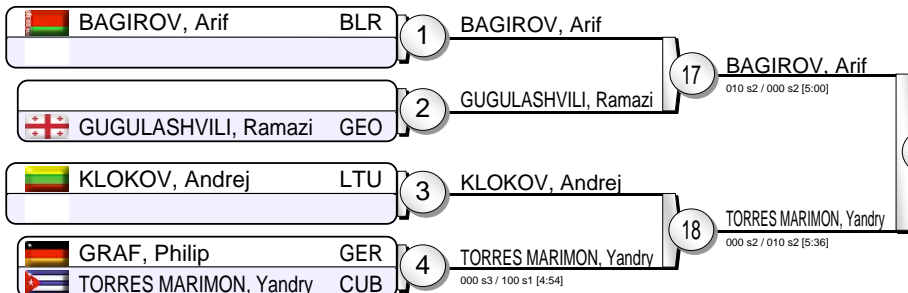 BAGIROV, Arif BLR
1
BAGIROV, Arif
17
BAGIROV, Arif
010 s2 / 000 s2 [5:00]
GUGULASHVILI, Ramazi GEO
2
GUGULASHVILI, Ramazi
KLOKOV, Andrej LTU
3
KLOKOV, Andrej
18
TORRES MARIMON, Yandry
000 s2 / 010 s2 [5:36]
GRAF, Philip GER
TORRES MARIMON, Yandry CUB
4
TORRES MARIMON, Yandry
000 s3 / 100 s1 [4:54]